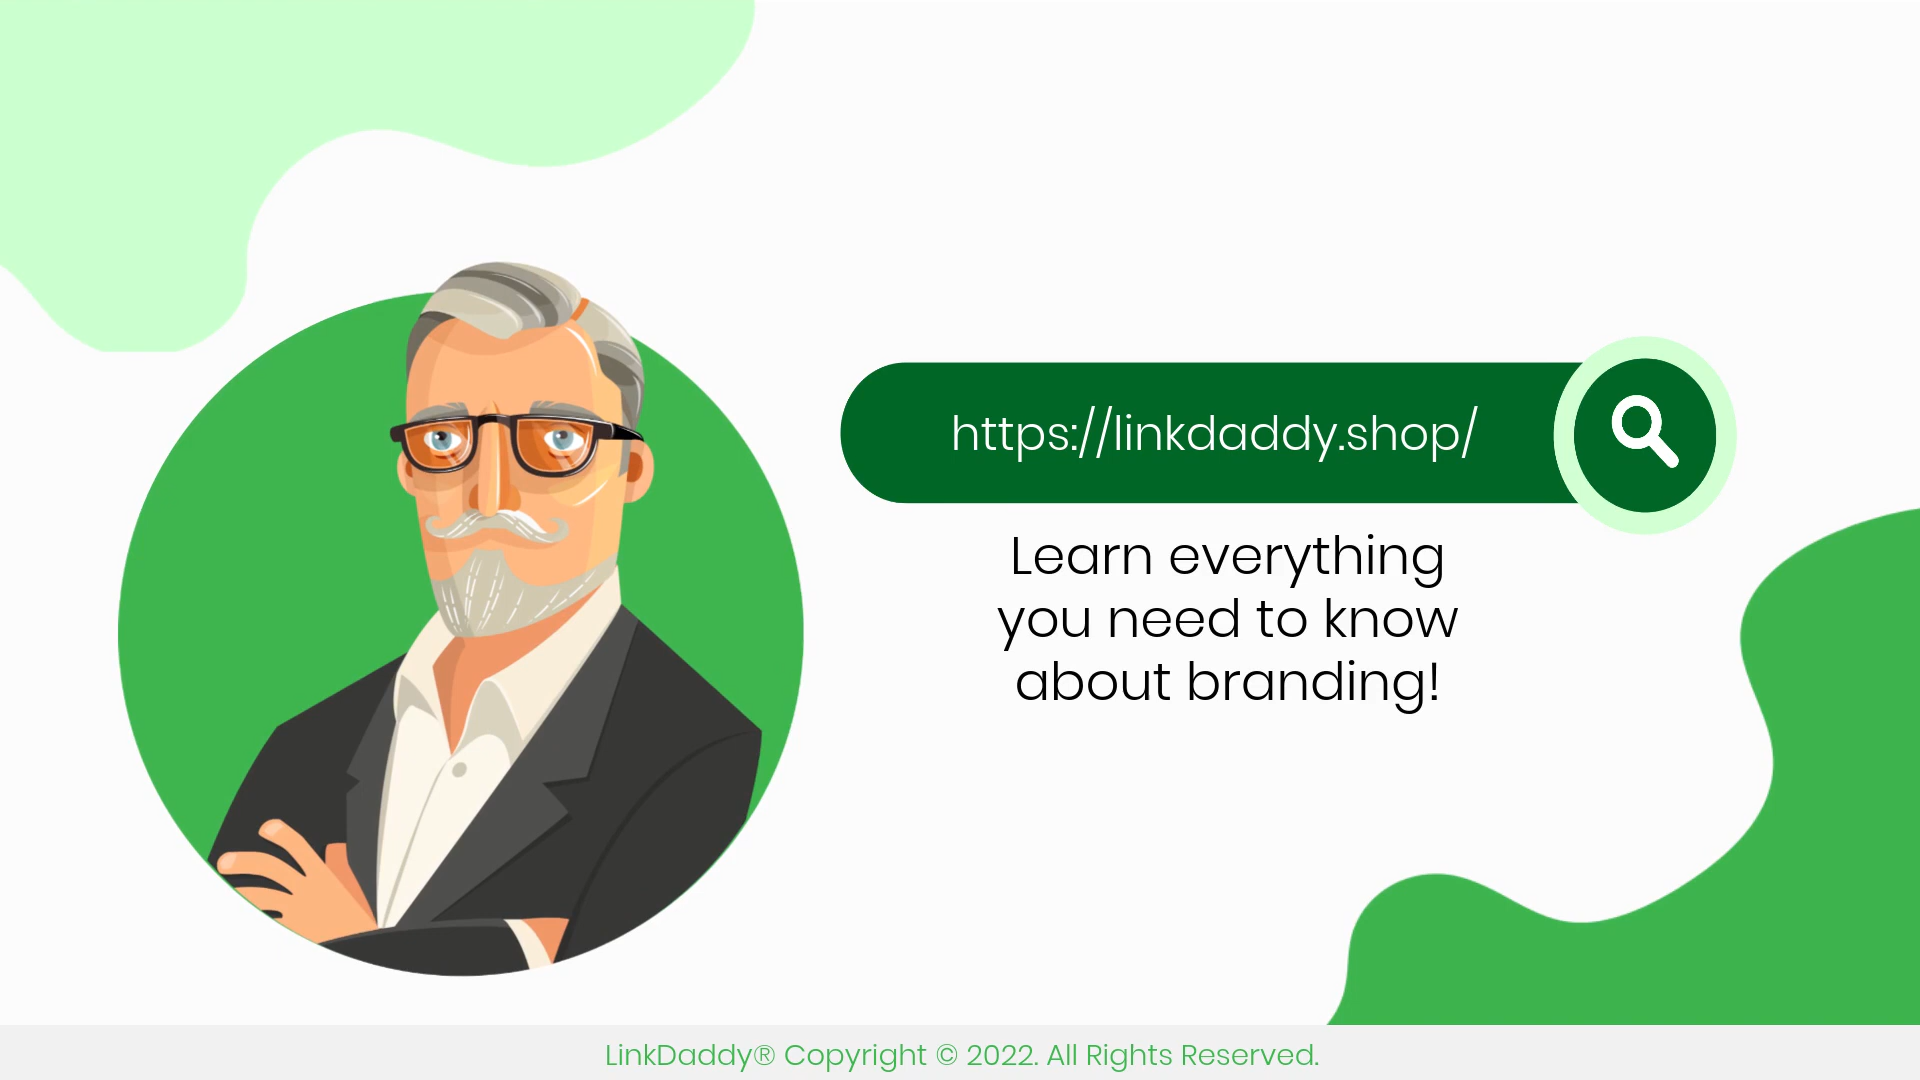 https://linkdaddy.shop/
Learn everything
you need to know
about branding!
LinkDaddy® Copyright © 2022. All Rights Reserved.